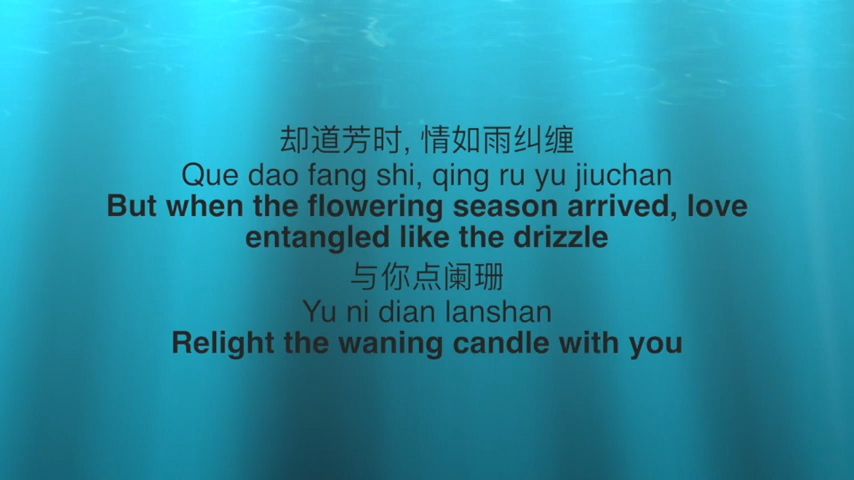 却道芳时, 情如雨纠缠
Que dao fang shi, qing ru yu jiuchan
But when the flowering season arrived, love
entangled like the drizzle
与你点阑珊
Yu ni dian lanshan
Relight the waning candle with you